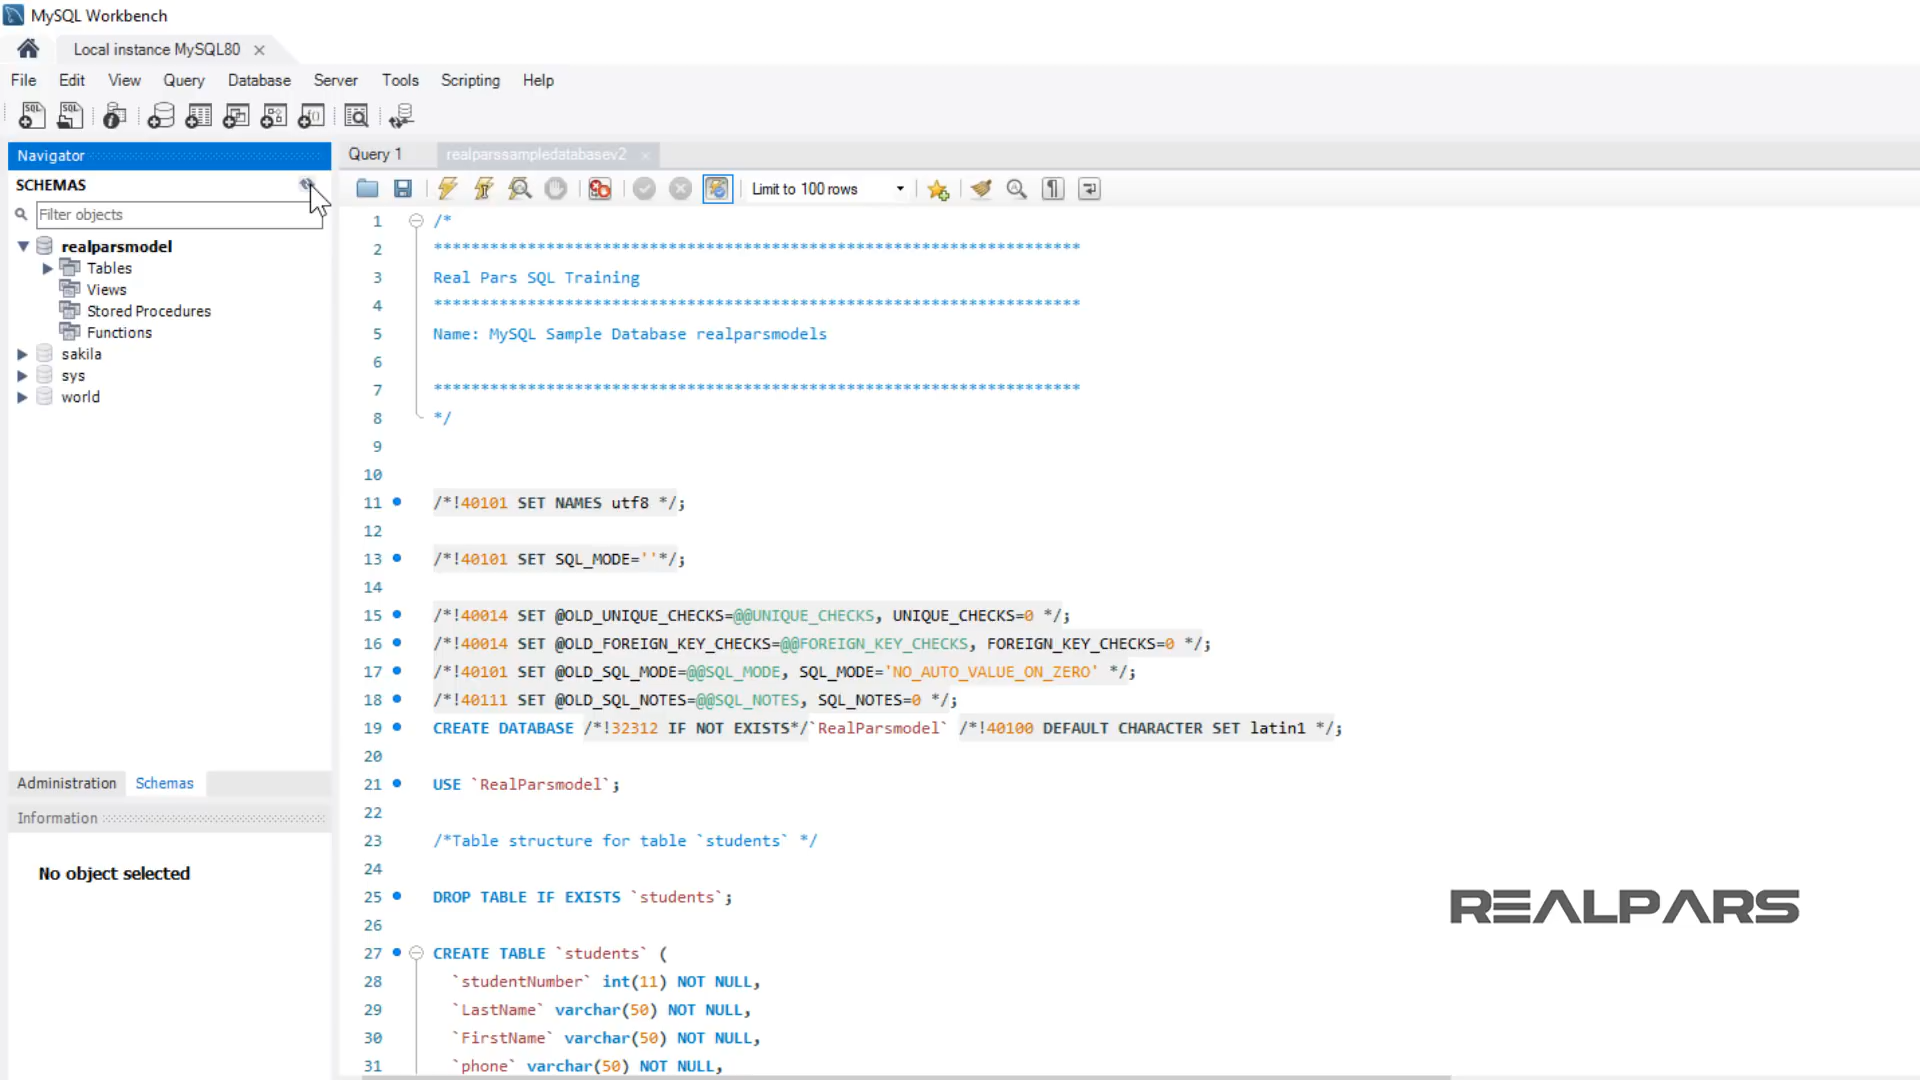 MySQL Workbench
Local instance MySQL80
File Edit View Query Database Server Tools Scripting Help
Navigator
Query 1 realparssampledatabasev2
SCHEMAS
Limit to 100 rows
Filter objects
realparsmodel
Tables
Views
Stored Procedures
Functions
sakila
sys
world
Administration Schemas
Information
No object selected
1 /*
2 *********************************************************************
3 Real Pars SQL Training
4 *********************************************************************
5 Name: MySQL Sample Database realparsmodels
6
7 *********************************************************************
8 */
9
10
11 /*!40101 SET NAMES utf8 */;
12
13 /*!40101 SET SQL_MODE=''*/;
14
15 /*!40014 SET @OLD_UNIQUE_CHECKS=@@UNIQUE_CHECKS, UNIQUE_CHECKS=0 */;
16 /*!40014 SET @OLD_FOREIGN_KEY_CHECKS=@@FOREIGN_KEY_CHECKS, FOREIGN_KEY_CHECKS=0 */;
17 /*!40101 SET @OLD_SQL_MODE=@@SQL_MODE, SQL_MODE='NO_AUTO_VALUE_ON_ZERO' */;
18 /*!40111 SET @OLD_SQL_NOTES=@@SQL_NOTES, SQL_NOTES=0 */;
19 CREATE DATABASE /*!32312 IF NOT EXISTS*/`RealParsmodel` /*!40100 DEFAULT CHARACTER SET latin1 */;
20
21 USE `RealParsmodel`;
22
23 /*Table structure for table `students` */
24
25 DROP TABLE IF EXISTS `students`;
26
27 CREATE TABLE `students` (
28 `studentNumber` int(11) NOT NULL,
29 `LastName` varchar(50) NOT NULL,
30 `FirstName` varchar(50) NOT NULL,
31 `phone` varchar(50) NOT NULL,
REALPARS